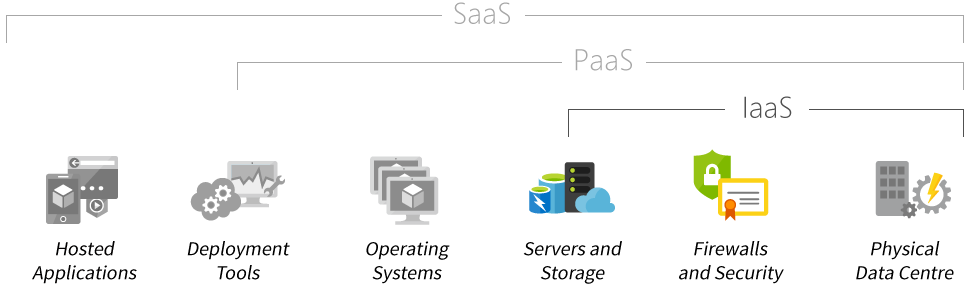 SaaS
PaaS
IaaS
Hosted
Applications
Deployment
Tools
Operating
Systems
Servers and
Storage
Firewalls
and Security
Physical
Data Centre